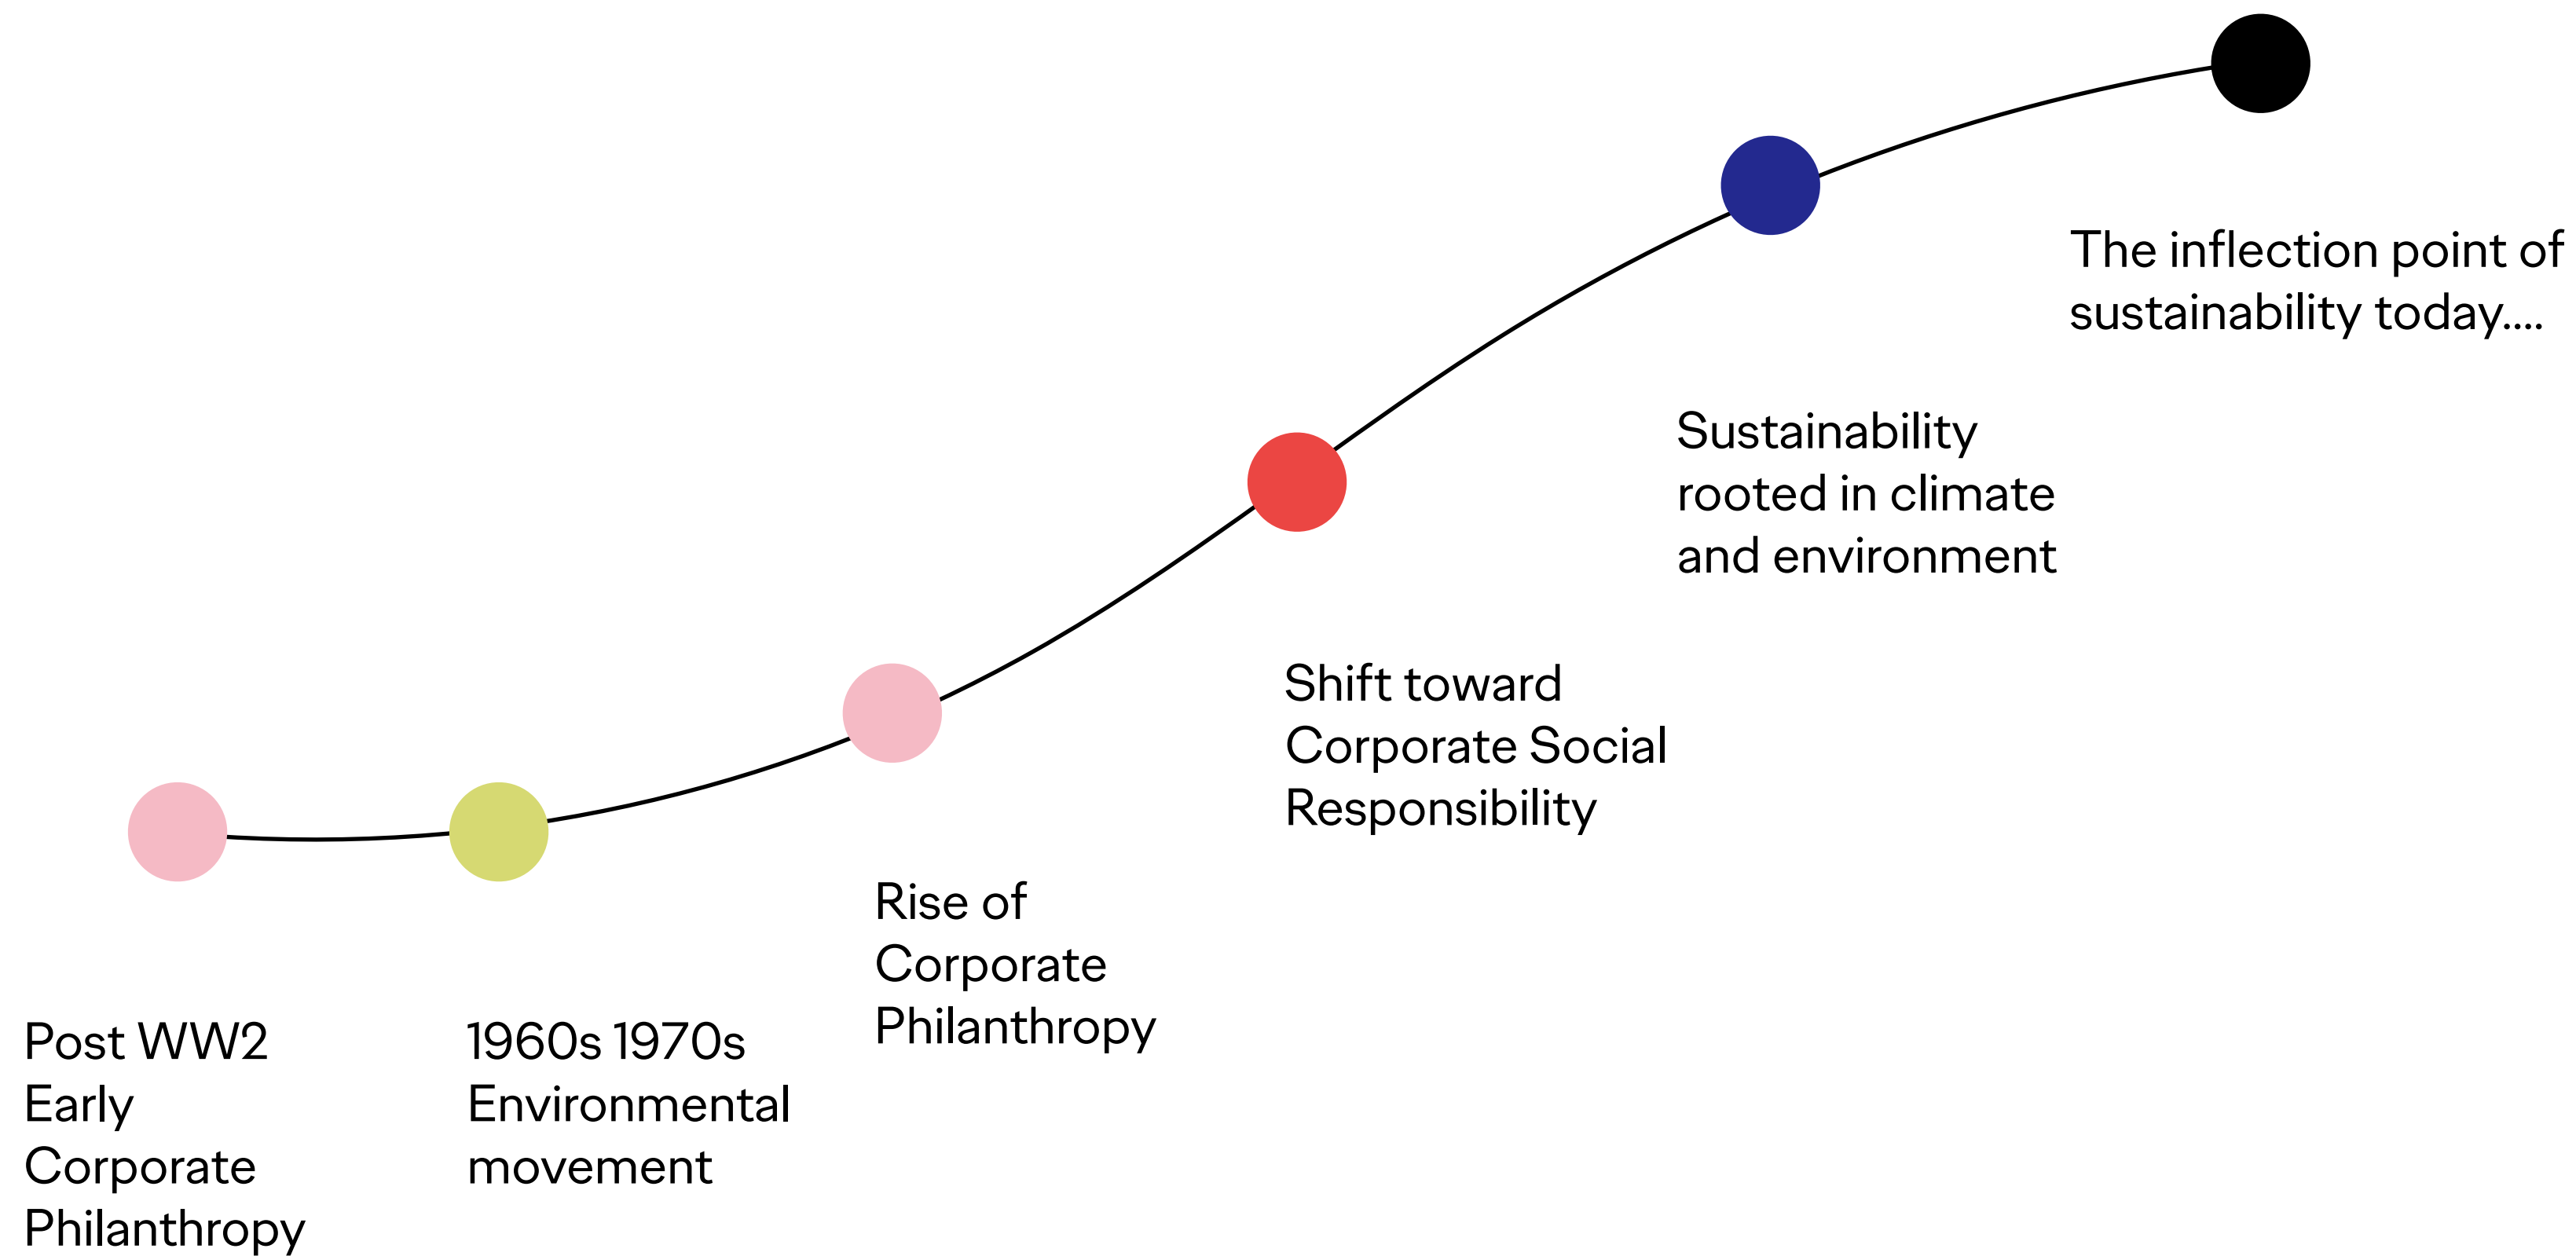 Post WW2
Early
Corporate
Philanthropy
1960s 1970s
Environmental
movement
Rise of
Corporate
Philanthropy
Shift toward
Corporate Social
Responsibility
Sustainability
rooted in climate
and environment
The inflection point of
sustainability today....